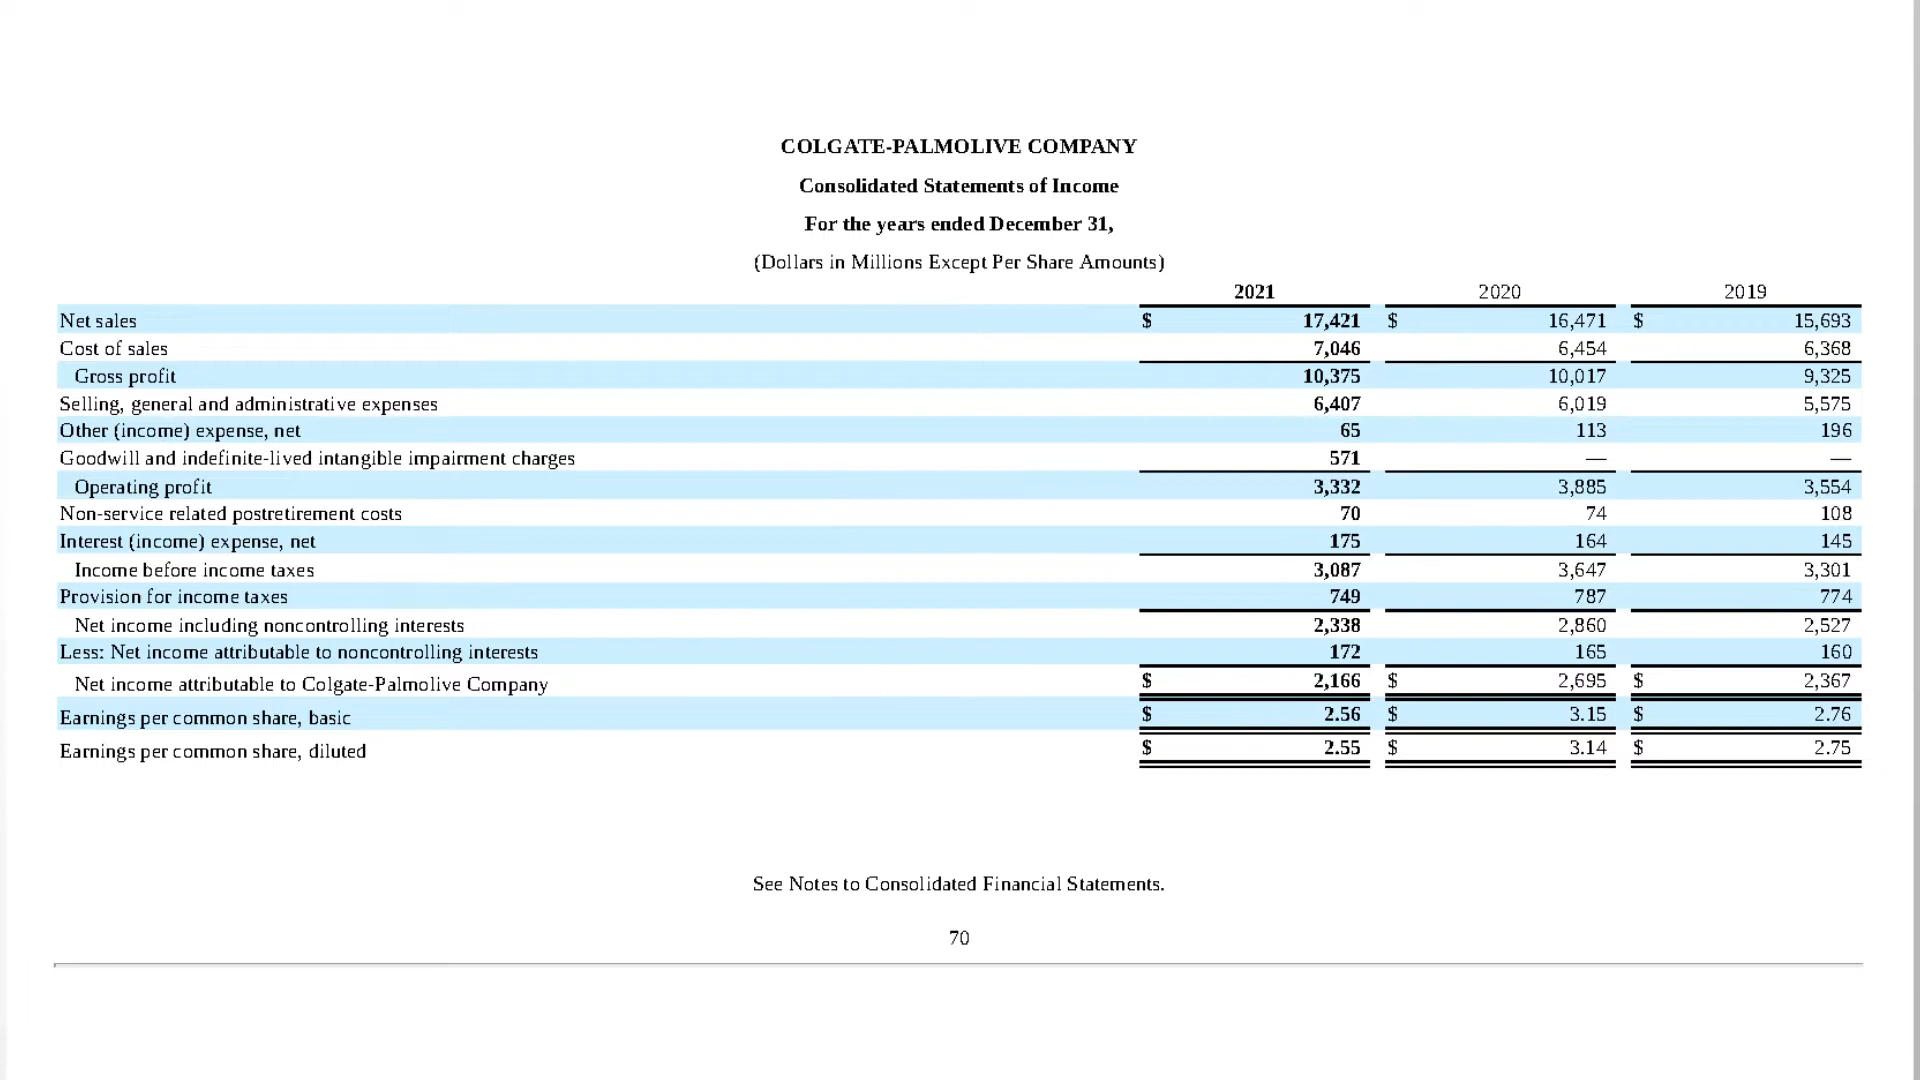 COLGATE-PALMOLIVE COMPANY
Consolidated Statements of Income
For the years ended December 31,
(Dollars in Millions Except Per Share Amounts)
2021 2020 2019
Net sales $ 17,421 $ 16,471 $ 15,693
Cost of sales 7,046 6,454 6,368
Gross profit 10,375 10,017 9,325
Selling, general and administrative expenses 6,407 6,019 5,575
Other (income) expense, net 65 113 196
Goodwill and indefinite-lived intangible impairment charges 571 — —
Operating profit 3,332 3,885 3,554
Non-service related postretirement costs 70 74 108
Interest (income) expense, net 175 164 145
Income before income taxes 3,087 3,647 3,301
Provision for income taxes 749 787 774
Net income including noncontrolling interests 2,338 2,860 2,527
Less: Net income attributable to noncontrolling interests 172 165 160
Net income attributable to Colgate-Palmolive Company $ 2,166 $ 2,695 $ 2,367
Earnings per common share, basic $ 2.56 $ 3.15 $ 2.76
Earnings per common share, diluted $ 2.55 $ 3.14 $ 2.75
See Notes to Consolidated Financial Statements.
70